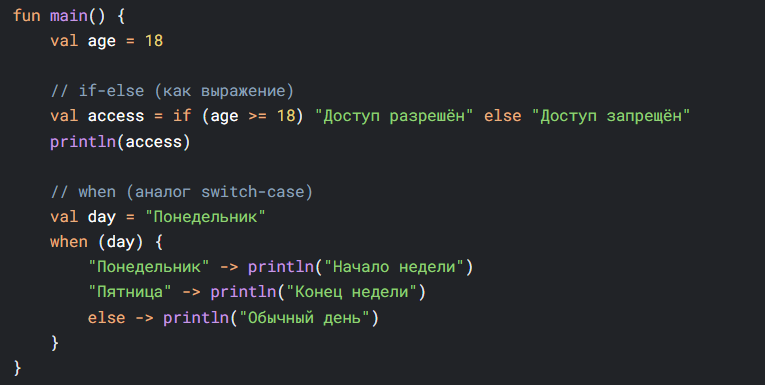 fun main() {
    val age = 18

    // if-else (как выражение)
    val access = if (age >= 18) "Доступ разрешён" else "Доступ запрещён"
    println(access)

    // when (аналог switch-case)
    val day = "Понедельник"
    when (day) {
        "Понедельник" -> println("Начало недели")
        "Пятница" -> println("Конец недели")
        else -> println("Обычный день")
    }
}